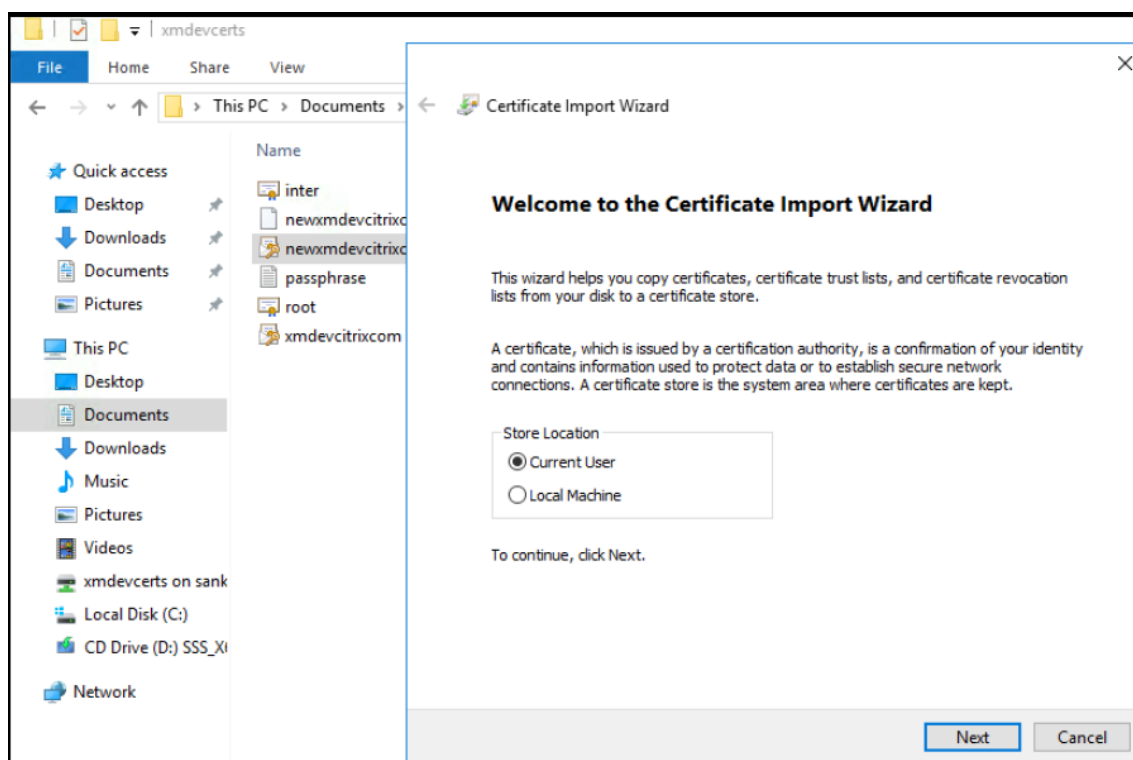 xmdevcerts
File Home Share View
This PC Documents
Certificate Import Wizard
Name
Quick access
Desktop
Downloads
Documents
Pictures
This PC
Desktop
Documents
Downloads
Music
Pictures
Videos
xmdevcerts on sank
Local Disk (C:)
CD Drive (D:) SSS_X
Network
inter
newxmdevcitrixc
newxmdevcitrixc
passphrase
root
xmdevcitrixcom
Welcome to the Certificate Import Wizard
This wizard helps you copy certificates, certificate trust lists, and certificate revocation
lists from your disk to a certificate store.
A certificate, which is issued by a certification authority, is a confirmation of your identity
and contains information used to protect data or to establish secure network
connections. A certificate store is the system area where certificates are kept.
Store Location
Current User
Local Machine
To continue, click Next.
Next Cancel